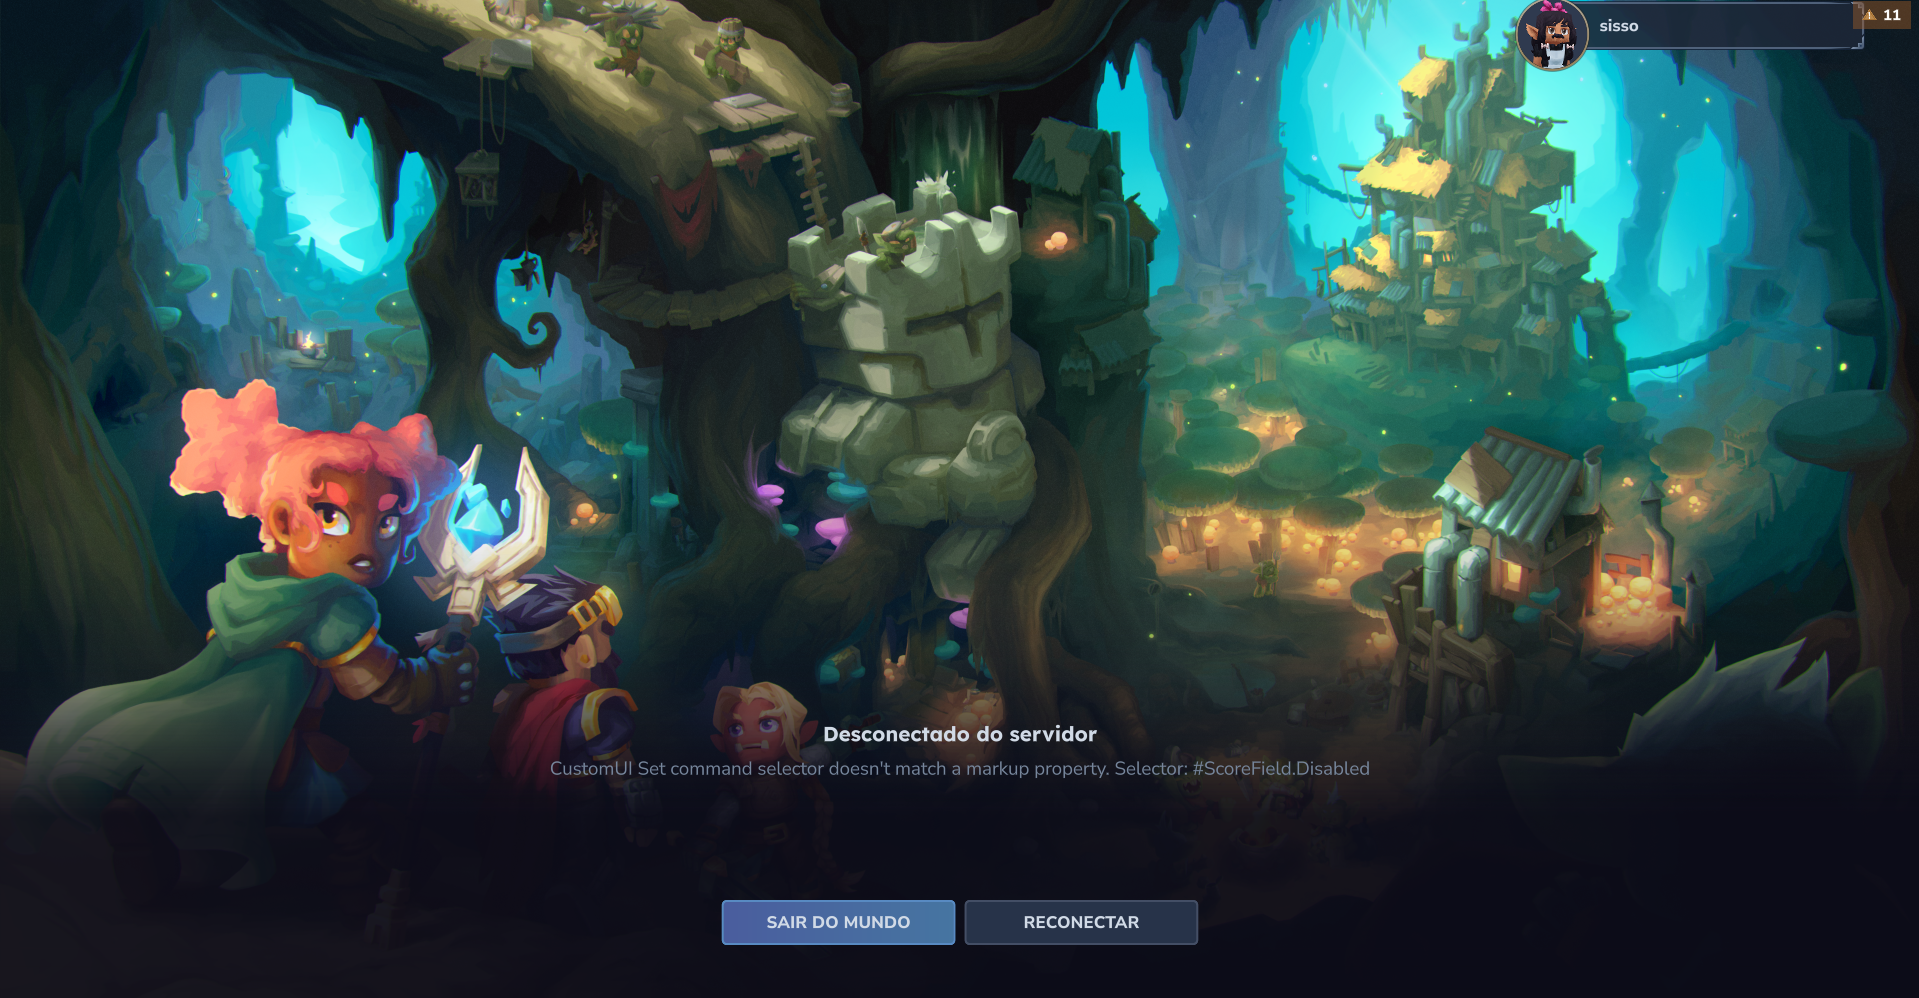 sisso
11
Desconectado do servidor
CustomUI Set command selector doesn't match a markup property. Selector: #ScoreField.Disabled
SAIR DO MUNDO
RECONECTAR